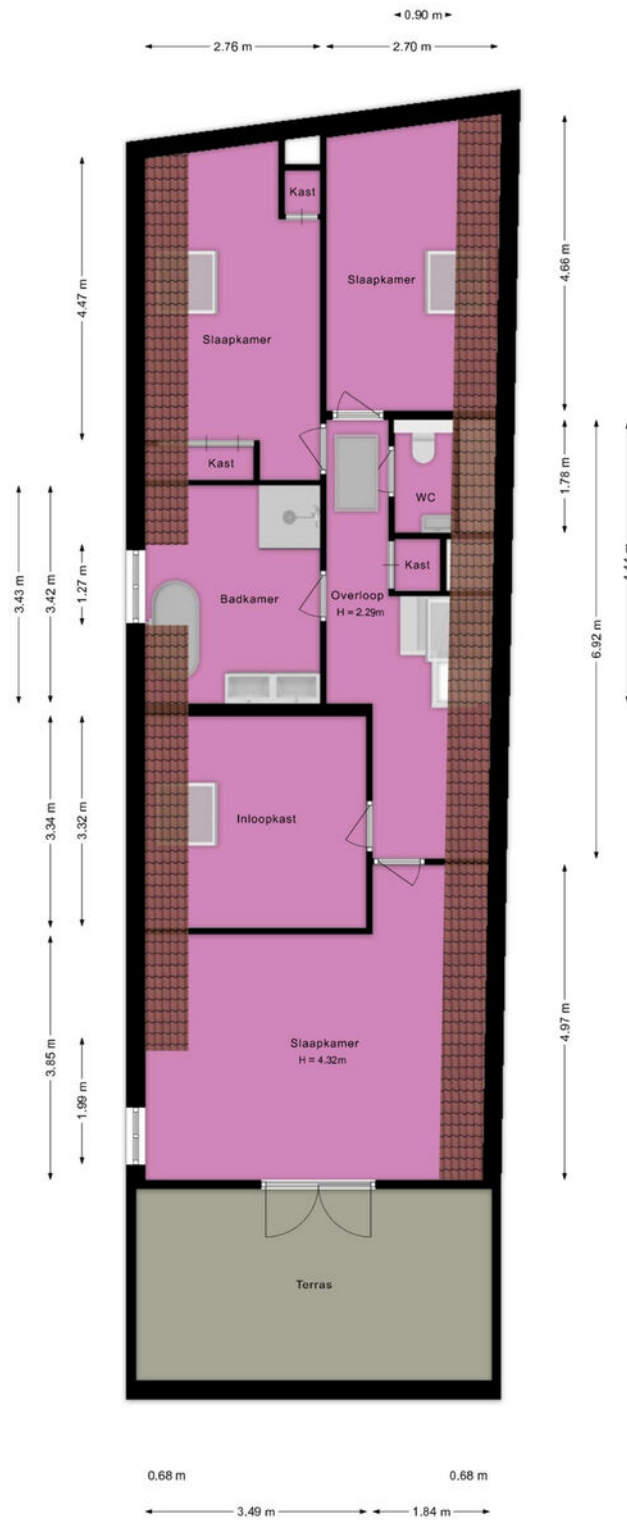 0.90 m
2.76 m
2.70 m
Kast
Slaapkamer
4.66 m
4.47 m
Slaapkamer
Kast
WC
1.78 m
Kast
Badkamer
Overloop
H = 2.29m
3.43 m
3.42 m
1.27 m
6.92 m
Inloopkast
3.34 m
3.32 m
Slaapkamer
H = 4.32m
3.85 m
1.99 m
4.97 m
Terras
0.68 m
0.68 m
3.49 m
1.84 m